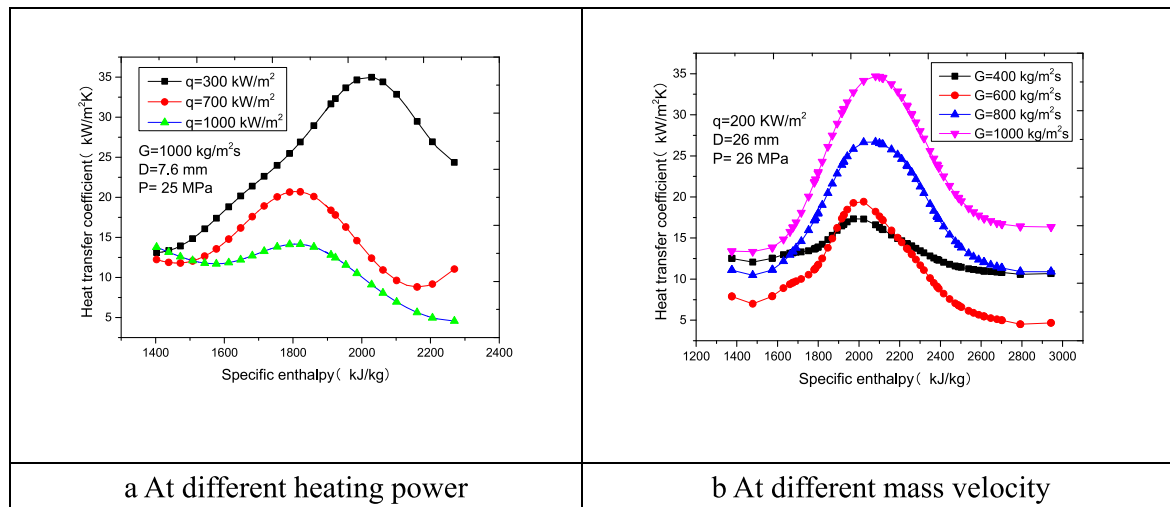 Heat transfer coefficient( kW/m²K)
35
30
25
20
15
10
5
q=300 kW/m²
q=700 kW/m²
q=1000 kW/m²
G=1000 kg/m²s
D=7.6 mm
P= 25 MPa
1400 1600 1800 2000 2200 2400
Specific enthalpy( kJ/kg)
Heat transfer coefficient( kW/m²K)
35
30
25
20
15
10
5
G=400 kg/m²s
G=600 kg/m²s
G=800 kg/m²s
G=1000 kg/m²s
q=200 KW/m²
D=26 mm
P= 26 MPa
1200 1400 1600 1800 2000 2200 2400 2600 2800 3000
Specific enthalpy( kJ/kg)
a At different heating power
b At different mass velocity